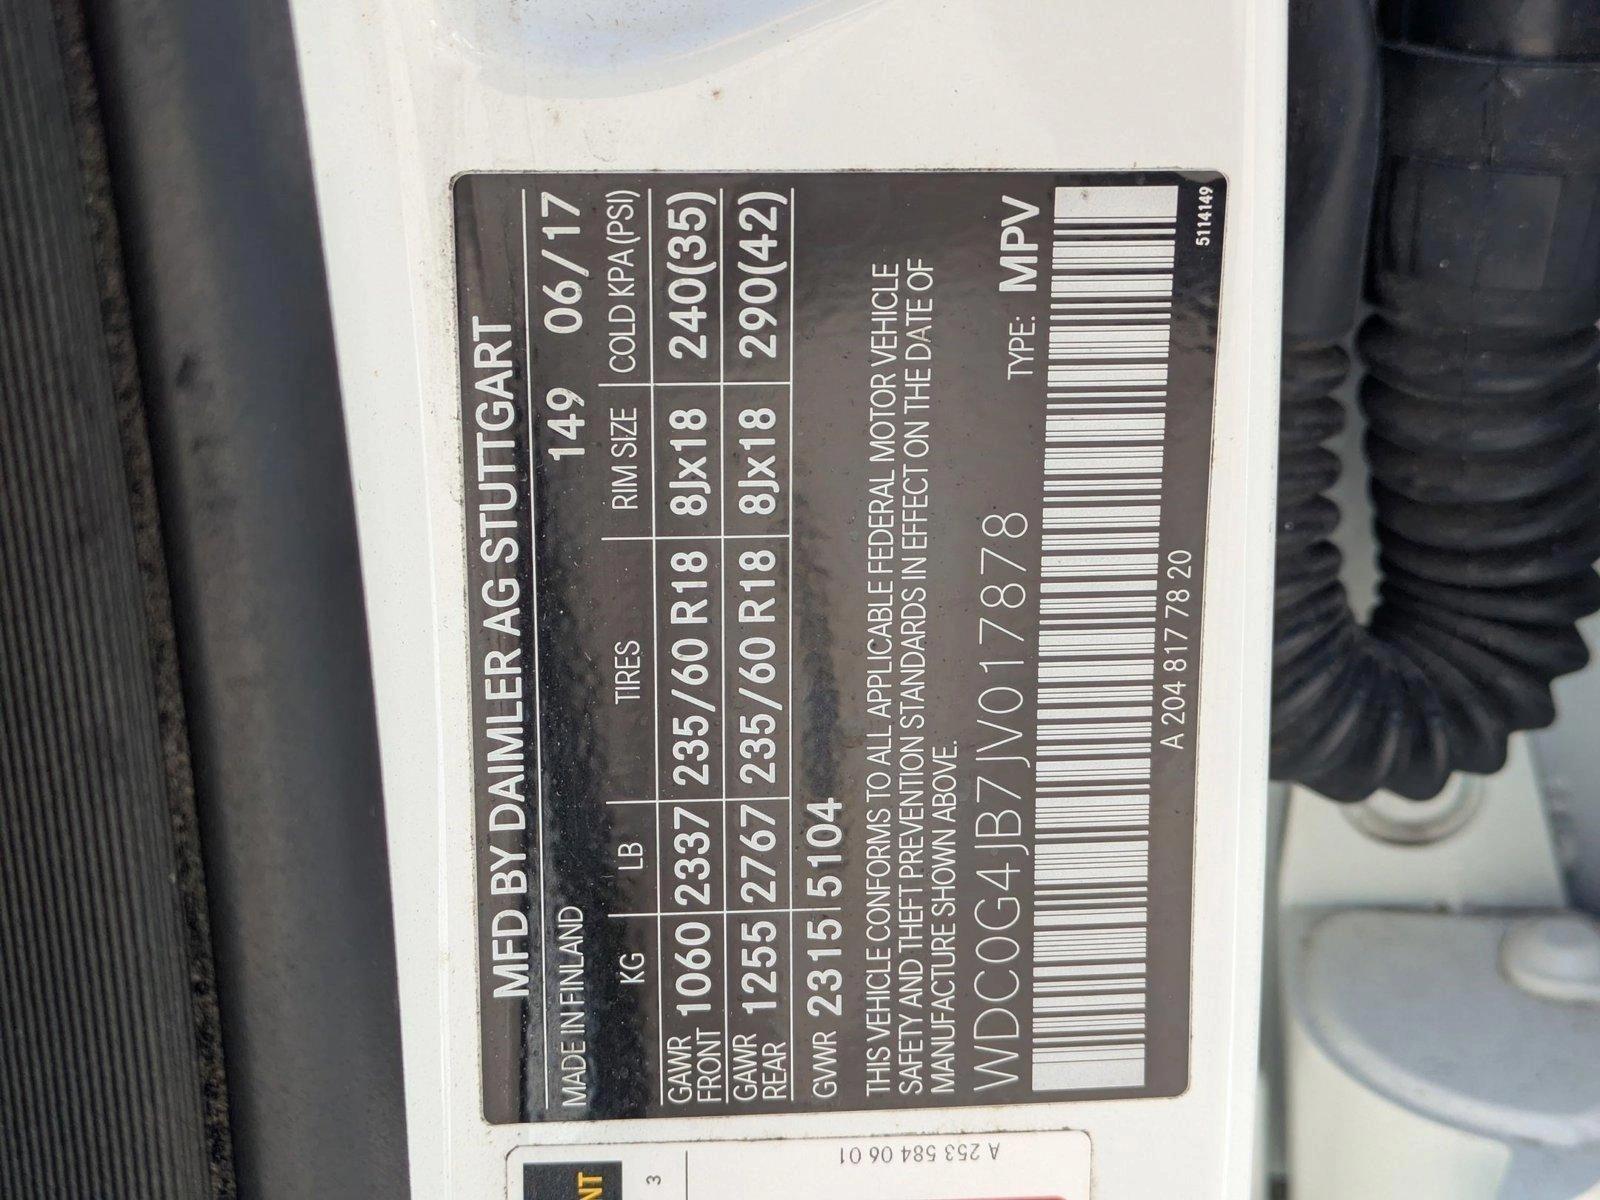 MFD BY DAIMLER AG STUTTGART
MADE IN FINLAND 149 06/17
KG LB TIRES RIM SIZE COLD KPA(PSI)
GAWR FRONT 1060 2337 235/60 R18 8Jx18 240(35)
GAWR REAR 1255 2767 235/60 R18 8Jx18 290(42)
GVWR 2315 5104
THIS VEHICLE CONFORMS TO ALL APPLICABLE FEDERAL MOTOR VEHICLE
SAFETY AND THEFT PREVENTION STANDARDS IN EFFECT ON THE DATE OF
MANUFACTURE SHOWN ABOVE.
WDC0G4JB7JV017878 TYPE: MPV
A 204 817 78 20
5114149
3
A 253 584 06 01